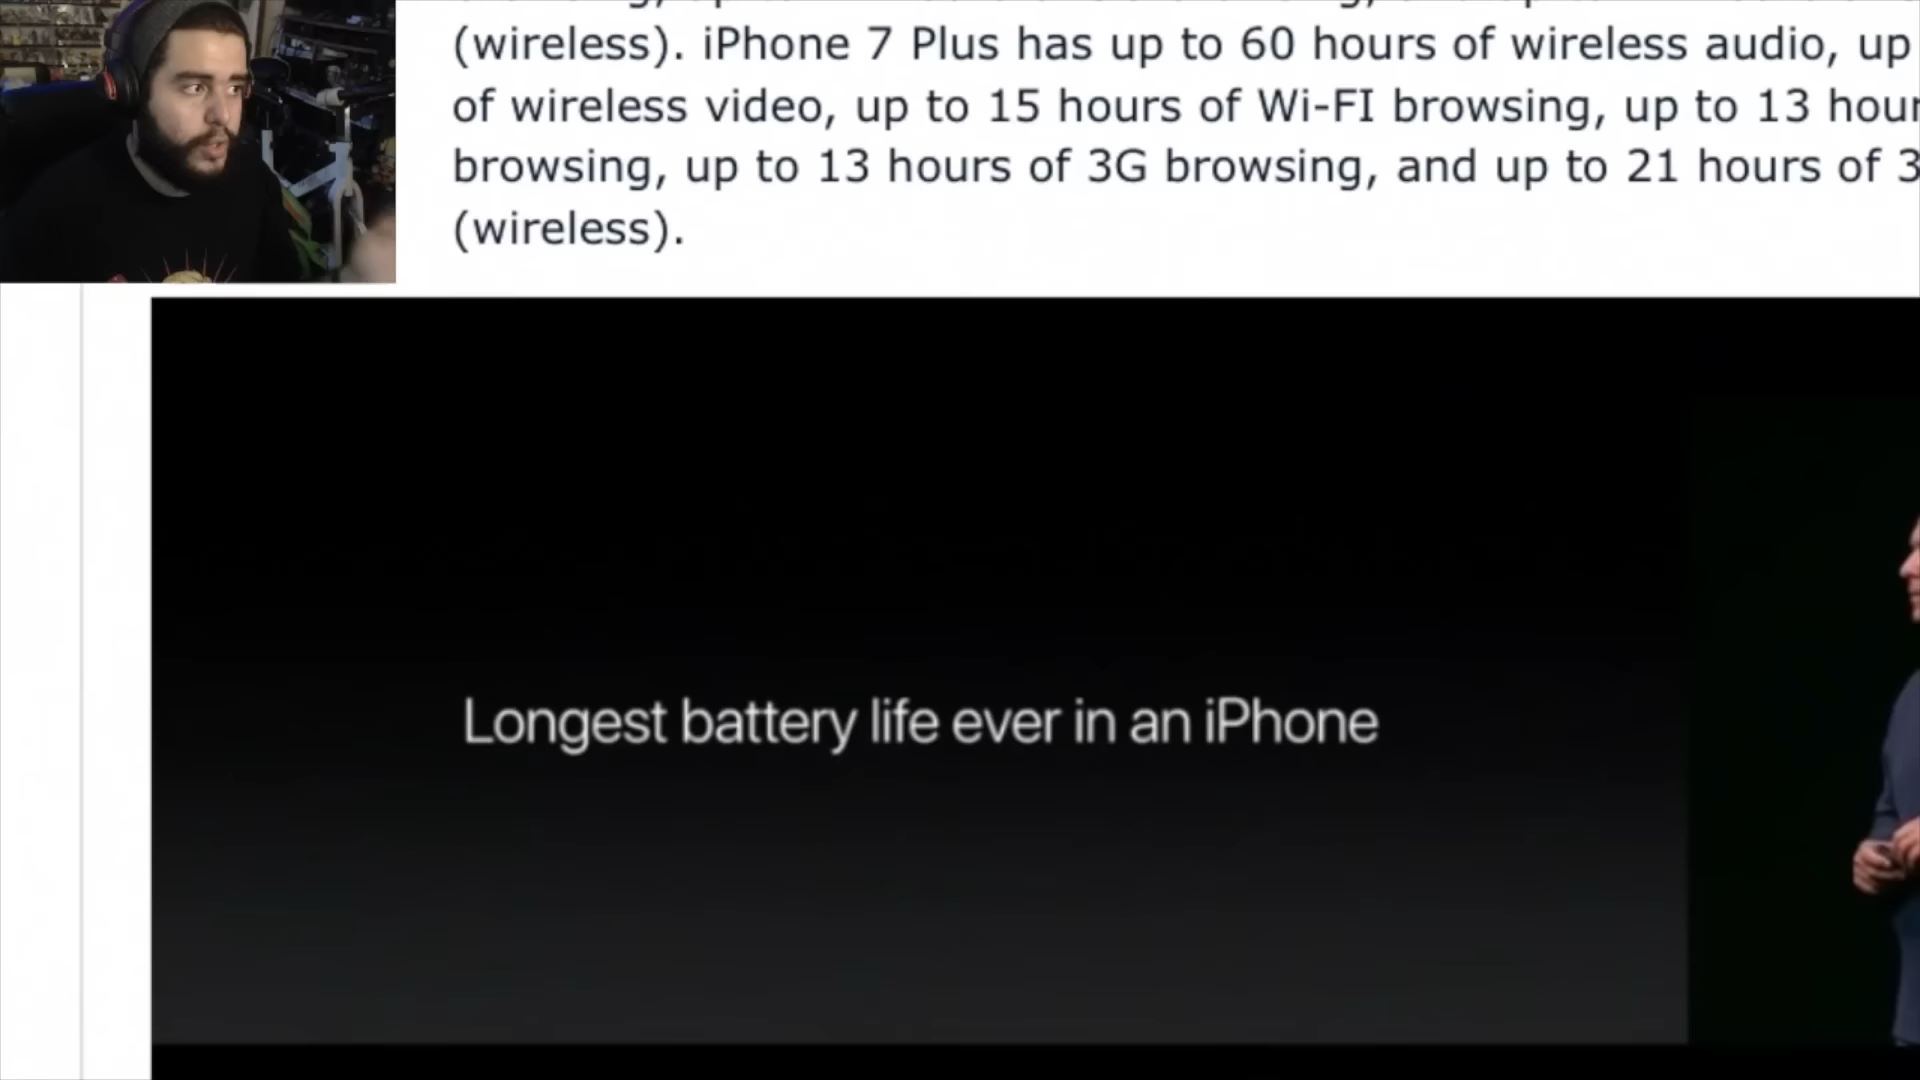 (wireless). iPhone 7 Plus has up to 60 hours of wireless audio, up
of wireless video, up to 15 hours of Wi-FI browsing, up to 13 hour
browsing, up to 13 hours of 3G browsing, and up to 21 hours of 3
(wireless).
Longest battery life ever in an iPhone